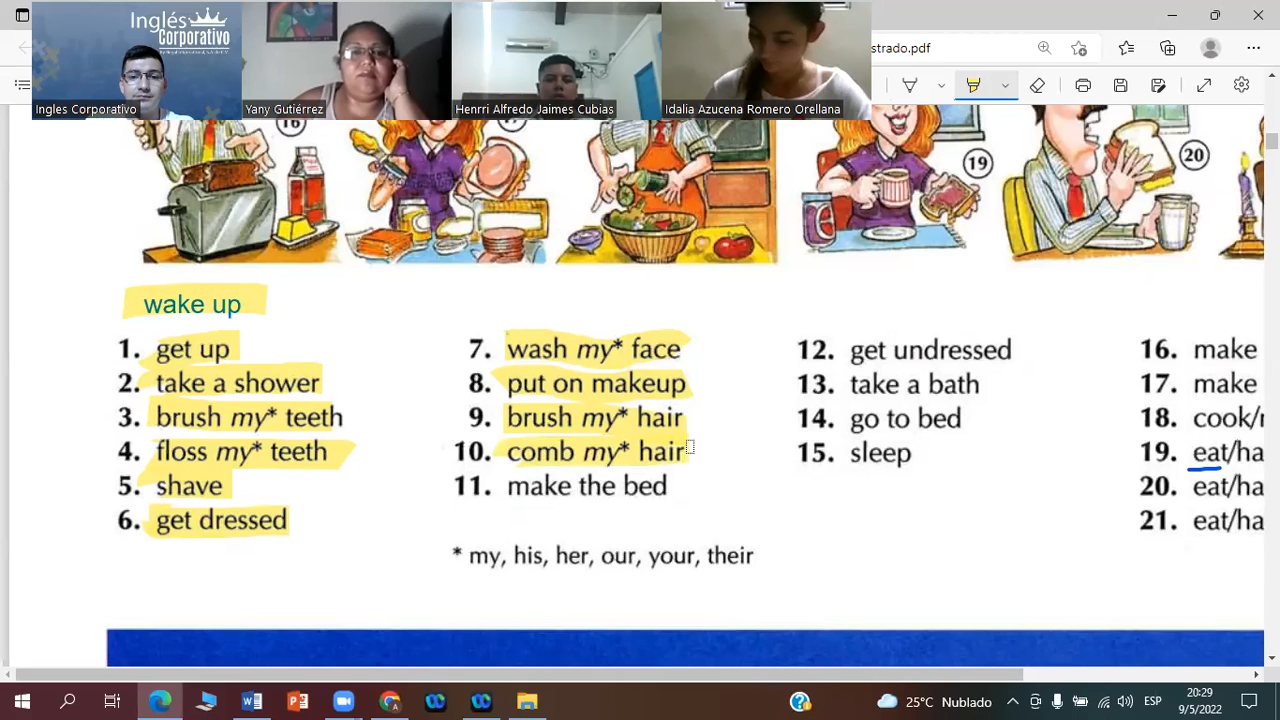 Inglés
Corporativo
Ingles Corporativo
Yany Gutiérrez
Henrri Alfredo Jaimes Cubias
Idalia Azucena Romero Orellana
strado.pdf
16
19
20
wake up
1. get up
2. take a shower
3. brush my* teeth
4. floss my* teeth
5. shave
6. get dressed
7. wash my* face
8. put on makeup
9. brush my* hair
10. comb my* hair
11. make the bed
* my, his, her, our, your, their
12. get undressed
13. take a bath
14. go to bed
15. sleep
16. make
17. make
18. cook/
19. eat/ha
20. eat/ha
21. eat/ha
25°C Nublado
ESP
20:29
9/5/2022